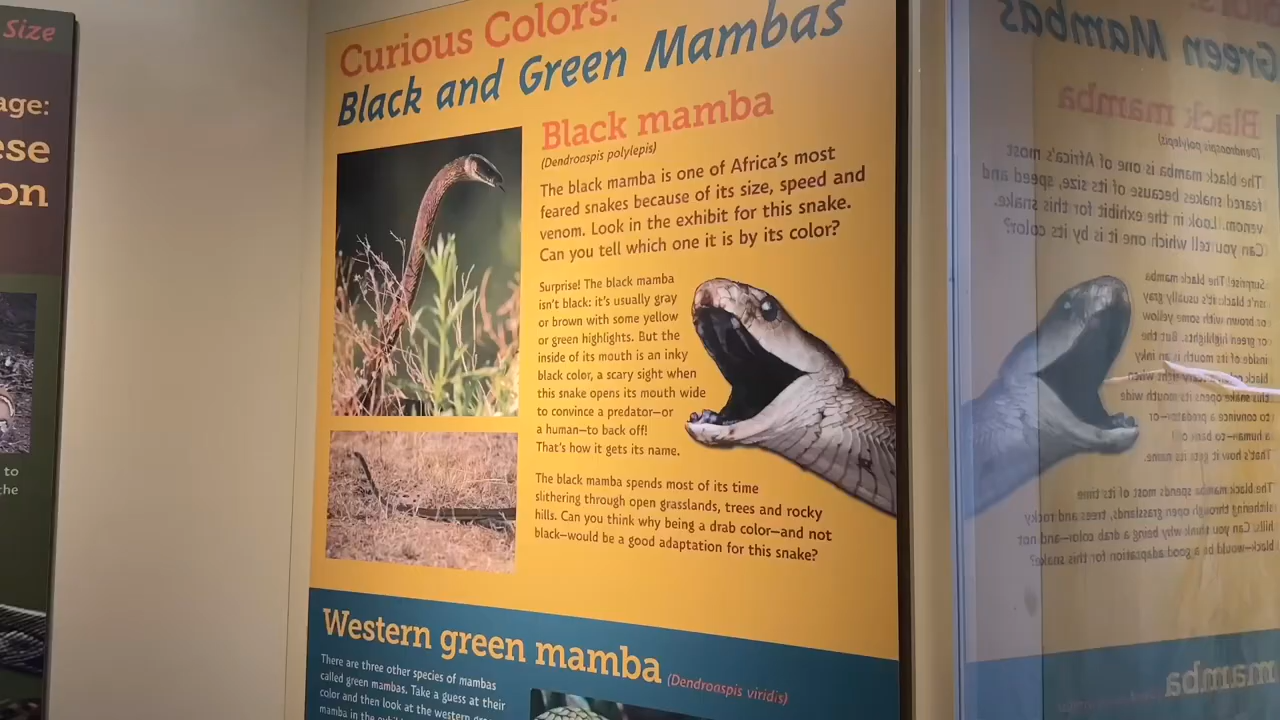 Size
age:
ese
on
to
the
Curious Colors:
Black and Green Mambas
Black mamba
(Dendroaspis polylepis)
The black mamba is one of Africa's most
feared snakes because of its size, speed and
venom. Look in the exhibit for this snake.
Can you tell which one it is by its color?
Surprise! The black mamba
isn't black: it's usually gray
or brown with some yellow
or green highlights. But the
inside of its mouth is an inky
black color, a scary sight when
this snake opens its mouth wide
to convince a predator—or
a human—to back off!
That's how it gets its name.
The black mamba spends most of its time
slithering through open grasslands, trees and rocky
hills. Can you think why being a drab color—and not
black—would be a good adaptation for this snake?
Western green mamba (Dendroaspis viridis)
There are three other species of mambas
called green mambas. Take a guess at their
color and then look at the western
mamba in the